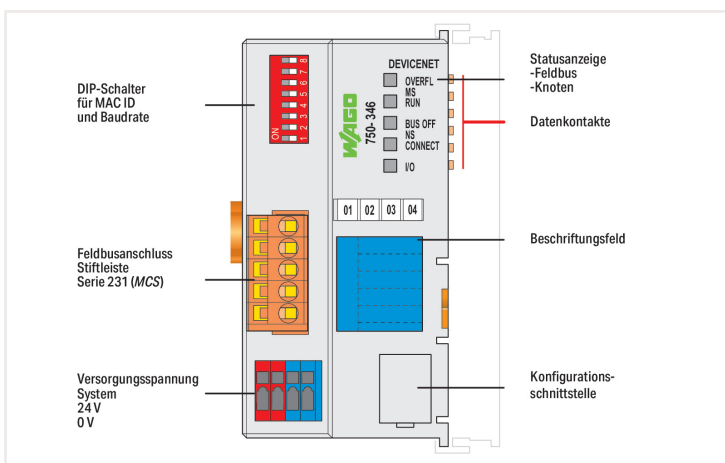 DIP-Schalter
für MAC ID
und Baudrate
Feldbusanschluss
Stiftleiste
Serie 231 (MCS)
Versorgungsspannung
System
24 V
0 V
ON
1 2 3 4 5 6 7 8
WAGO
750-346
DEVICENET
OVERFL
MS
RUN
BUS OFF
NS
CONNECT
I/O
01 02 03 04
Statusanzeige
-Feldbus
-Knoten
Datenkontakte
Beschriftungsfeld
Konfigurations-
schnittstelle